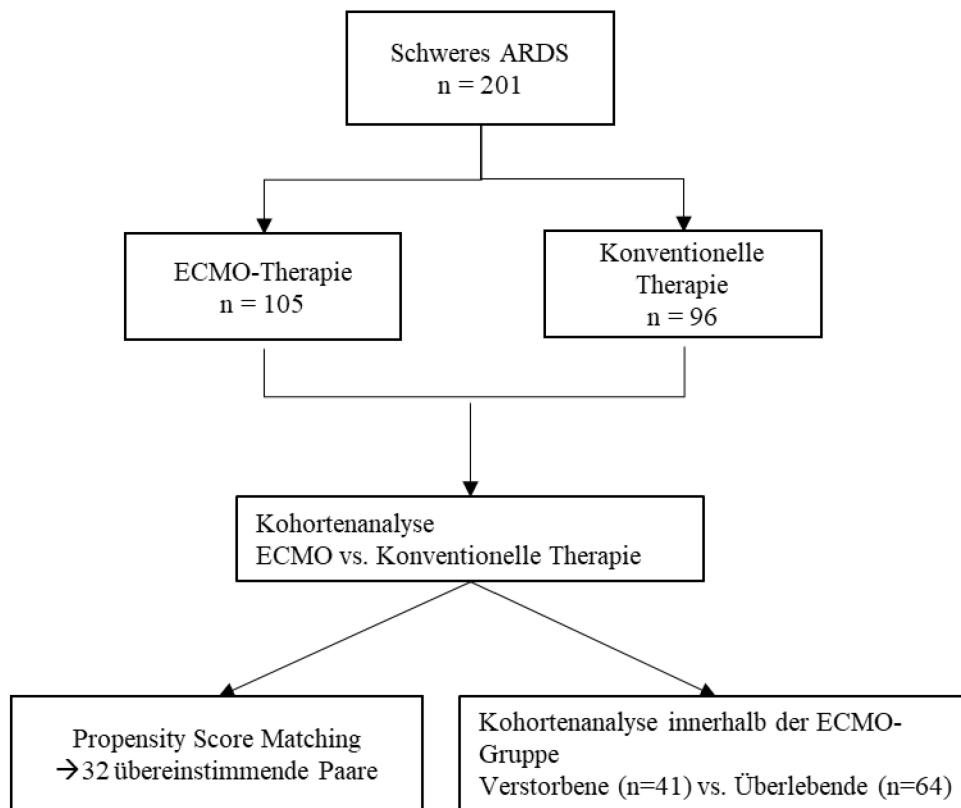 Schweres ARDS
n = 201
ECMO-Therapie
n = 105
Konventionelle
Therapie
n = 96
Kohortenanalyse
ECMO vs. Konventionelle Therapie
Propensity Score Matching
→32 übereinstimmende Paare
Kohortenanalyse innerhalb der ECMO-
Gruppe
Verstorbene (n=41) vs. Überlebende (n=64)